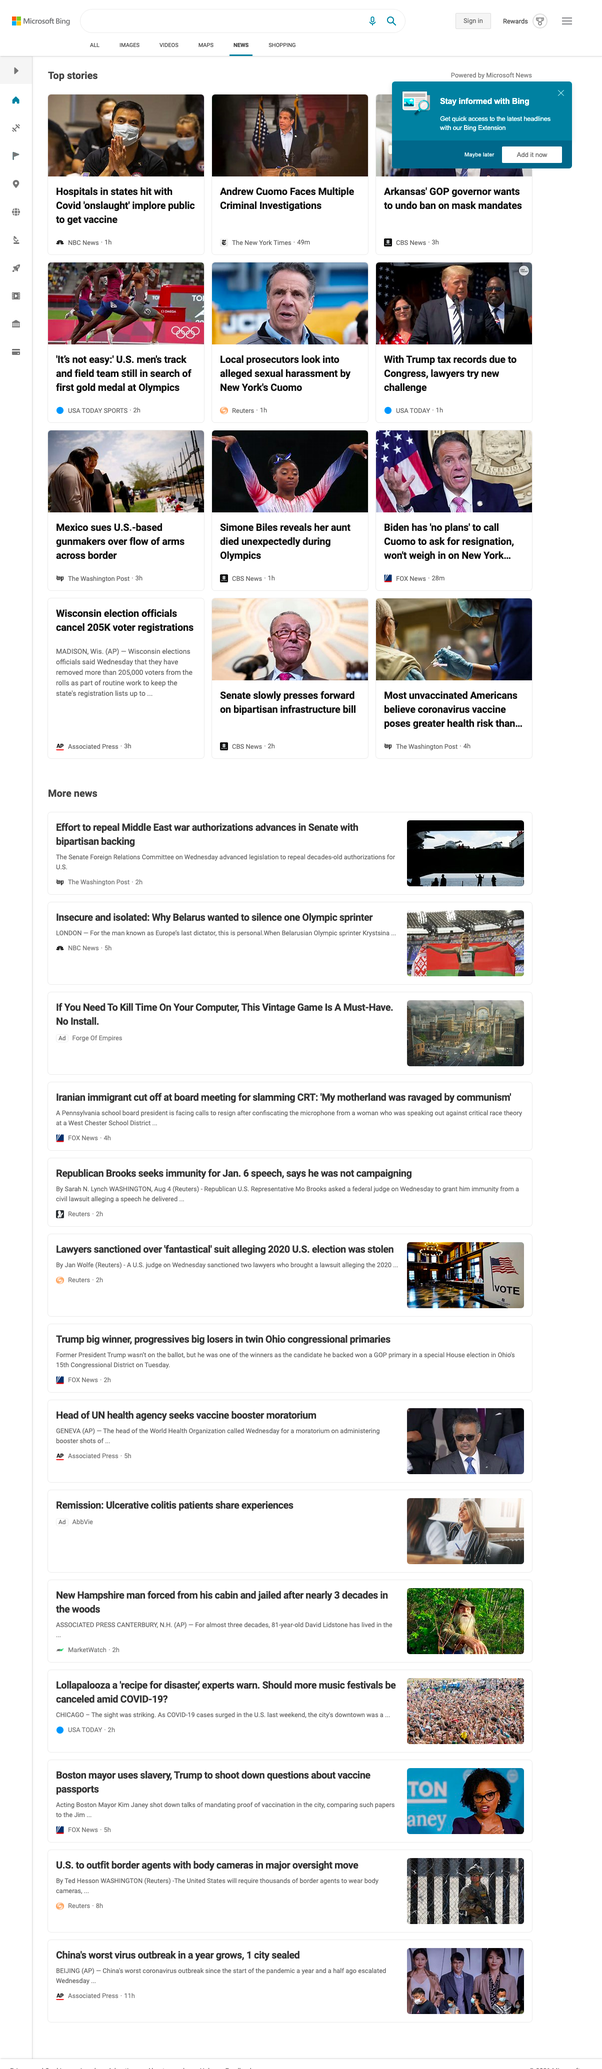 Microsoft Bing
Sign in
Rewards
ALL
IMAGES
VIDEOS
MAPS
NEWS
SHOPPING
Top stories
Powered by Microsoft News
Stay informed with Bing
Get quick access to the latest headlines
with our Bing Extension
Maybe later
Add it now
Hospitals in states hit with
Covid 'onslaught' implore public
to get vaccine
NBC News · 1h
Andrew Cuomo Faces Multiple
Criminal Investigations
The New York Times · 49m
Arkansas' GOP governor wants
to undo ban on mask mandates
CBS News · 3h
'It's not easy:' U.S. men's track
and field team still in search of
first gold medal at Olympics
USA TODAY SPORTS · 2h
Local prosecutors look into
alleged sexual harassment by
New York's Cuomo
Reuters · 1h
With Trump tax records due to
Congress, lawyers try new
challenge
USA TODAY · 1h
Mexico sues U.S.-based
gunmakers over flow of arms
across border
The Washington Post · 3h
Simone Biles reveals her aunt
died unexpectedly during
Olympics
CBS News · 1h
Biden has 'no plans' to call
Cuomo to ask for resignation,
won't weigh in on New York...
FOX News · 28m
Wisconsin election officials
cancel 205K voter registrations
MADISON, Wis. (AP) — Wisconsin elections
officials said Wednesday that they have
removed more than 205,000 voters from the
rolls as part of routine work to keep the
state's registration lists up to ...
Associated Press · 3h
Senate slowly presses forward
on bipartisan infrastructure bill
CBS News · 2h
Most unvaccinated Americans
believe coronavirus vaccine
poses greater health risk than...
The Washington Post · 4h
More news
Effort to repeal Middle East war authorizations advances in Senate with
bipartisan backing
The Senate Foreign Relations Committee on Wednesday advanced legislation to repeal decades-old authorizations for
U.S.
The Washington Post · 2h
Insecure and isolated: Why Belarus wanted to silence one Olympic sprinter
LONDON — For the man known as Europe's last dictator, this is personal.When Belarusian Olympic sprinter Krystsina ...
NBC News · 5h
If You Need To Kill Time On Your Computer, This Vintage Game Is A Must-Have.
No Install.
Ad Forge Of Empires
Iranian immigrant cut off at board meeting for slamming CRT: 'My motherland was ravaged by communism'
A Pennsylvania school board president is facing calls to resign after confiscating the microphone from a woman who was speaking out against critical race theory
at a West Chester School District ...
FOX News · 4h
Republican Brooks seeks immunity for Jan. 6 speech, says he was not campaigning
By Sarah N. Lynch WASHINGTON, Aug 4 (Reuters) - Republican U.S. Representative Mo Brooks asked a federal judge on Wednesday to grant him immunity from a
civil lawsuit alleging a speech he delivered ...
Reuters · 2h
Lawyers sanctioned over 'fantastical' suit alleging 2020 U.S. election was stolen
By Jan Wolfe (Reuters) - A U.S. judge on Wednesday sanctioned two lawyers who brought a lawsuit alleging the 2020 ...
Reuters · 2h
VOTE
Trump big winner, progressives big losers in twin Ohio congressional primaries
Former President Trump wasn't on the ballot, but he was one of the winners as the candidate he backed won a GOP primary in a special House election in Ohio's
15th Congressional District on Tuesday.
FOX News · 2h
Head of UN health agency seeks vaccine booster moratorium
GENEVA (AP) — The head of the World Health Organization called Wednesday for a moratorium on administering
booster shots of ...
Associated Press · 5h
Remission: Ulcerative colitis patients share experiences
Ad AbbVie
New Hampshire man forced from his cabin and jailed after nearly 3 decades in
the woods
ASSOCIATED PRESS CANTERBURY, N.H. (AP) — For almost three decades, 81-year-old David Lidstone has lived in the
...
MarketWatch · 2h
Lollapalooza a 'recipe for disaster,' experts warn. Should more music festivals be
canceled amid COVID-19?
CHICAGO – The sight was striking. As COVID-19 cases surged in the U.S. last weekend, the city's downtown was a ...
USA TODAY · 2h
Boston mayor uses slavery, Trump to shoot down questions about vaccine
passports
Acting Boston Mayor Kim Janey shot down talks of mandating proof of vaccination in the city, comparing such papers
to the Jim ...
FOX News · 5h
TON
aney
U.S. to outfit border agents with body cameras in major oversight move
By Ted Hesson WASHINGTON (Reuters) -The United States will require thousands of border agents to wear body
cameras, ...
Reuters · 8h
China's worst virus outbreak in a year grows, 1 city sealed
BEIJING (AP) — China's worst coronavirus outbreak since the start of the pandemic a year and a half ago escalated
Wednesday ...
Associated Press · 11h